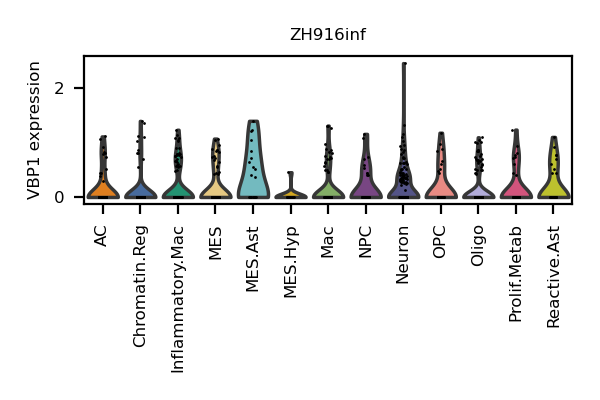 ZH916inf
VBP1 expression
2
0
AC
Chromatin.Reg
Inflammatory.Mac
MES
MES.Ast
MES.Hyp
Mac
NPC
Neuron
OPC
Oligo
Prolif.Metab
Reactive.Ast